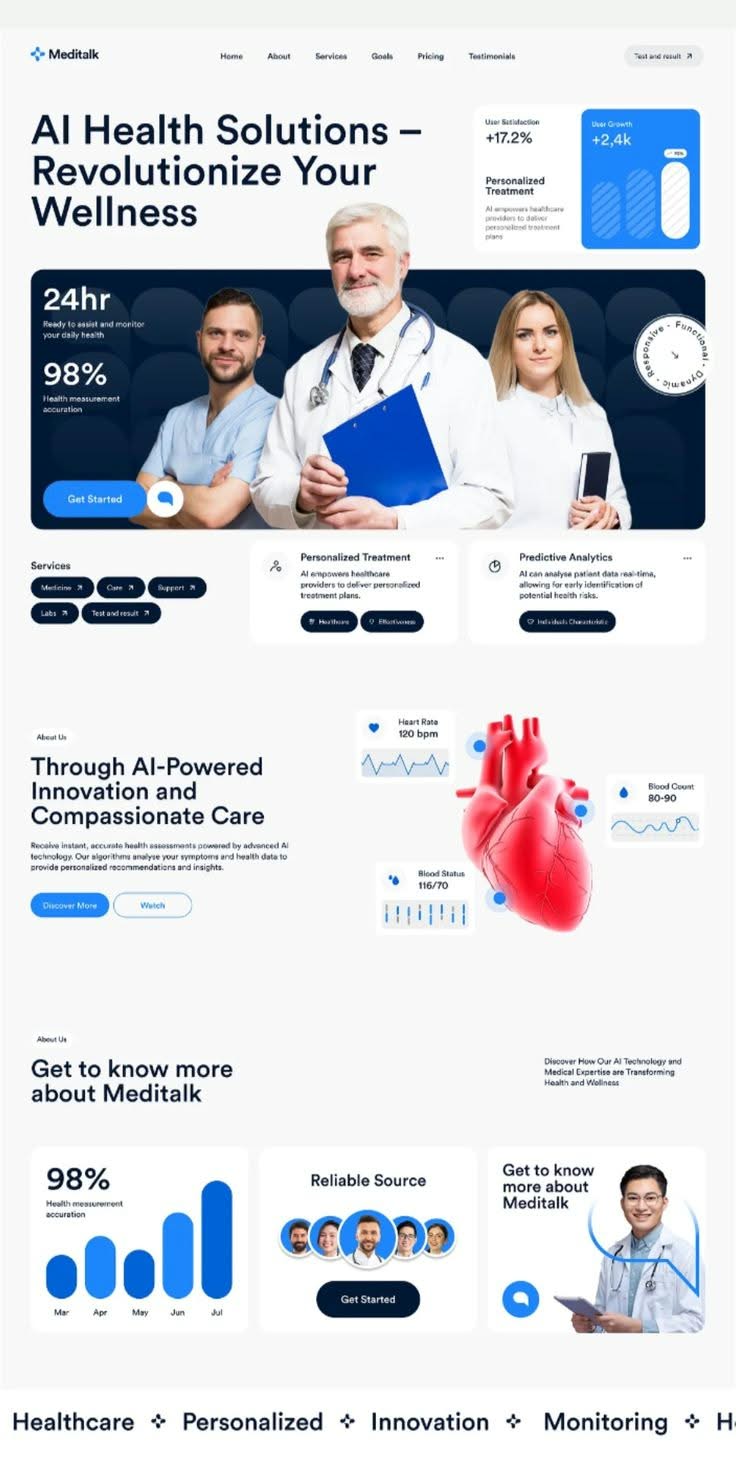 Meditalk
Home
About
Services
Goals
Pricing
Testimonials
Test and result
AI Health Solutions –
Revolutionize Your
Wellness
User Satisfaction
+17.2%
Personalized
Treatment
AI empowers healthcare
providers to deliver
personalized treatment
plans
User Growth
+2,4k
24hr
Ready to assist and monitor
your daily health
98%
Health measurement
accuration
Get Started
Responsive · Functional · Dynamic ·
Services
Medicine
Care
Support
Labs
Test and result
Personalized Treatment
AI empowers healthcare
providers to deliver personalized
treatment plans.
Healthcare
Effectiveness
Predictive Analytics
AI can analyse patient data real-time,
allowing for early identification of
potential health risks.
Individuals Characteristic
About Us
Through AI-Powered
Innovation and
Compassionate Care
Receive instant, accurate health assessments powered by advanced AI
technology. Our algorithms analyse your symptoms and health data to
provide personalized recommendations and insights.
Discover More
Watch
Heart Rate
120 bpm
Blood Count
80-90
Blood Status
116/70
About Us
Get to know more
about Meditalk
Discover How Our AI Technology and
Medical Expertise are Transforming
Health and Wellness
98%
Health measurement
accuration
Mar
Apr
May
Jun
Jul
Reliable Source
Get Started
Get to know
more about
Meditalk
Healthcare
Personalized
Innovation
Monitoring